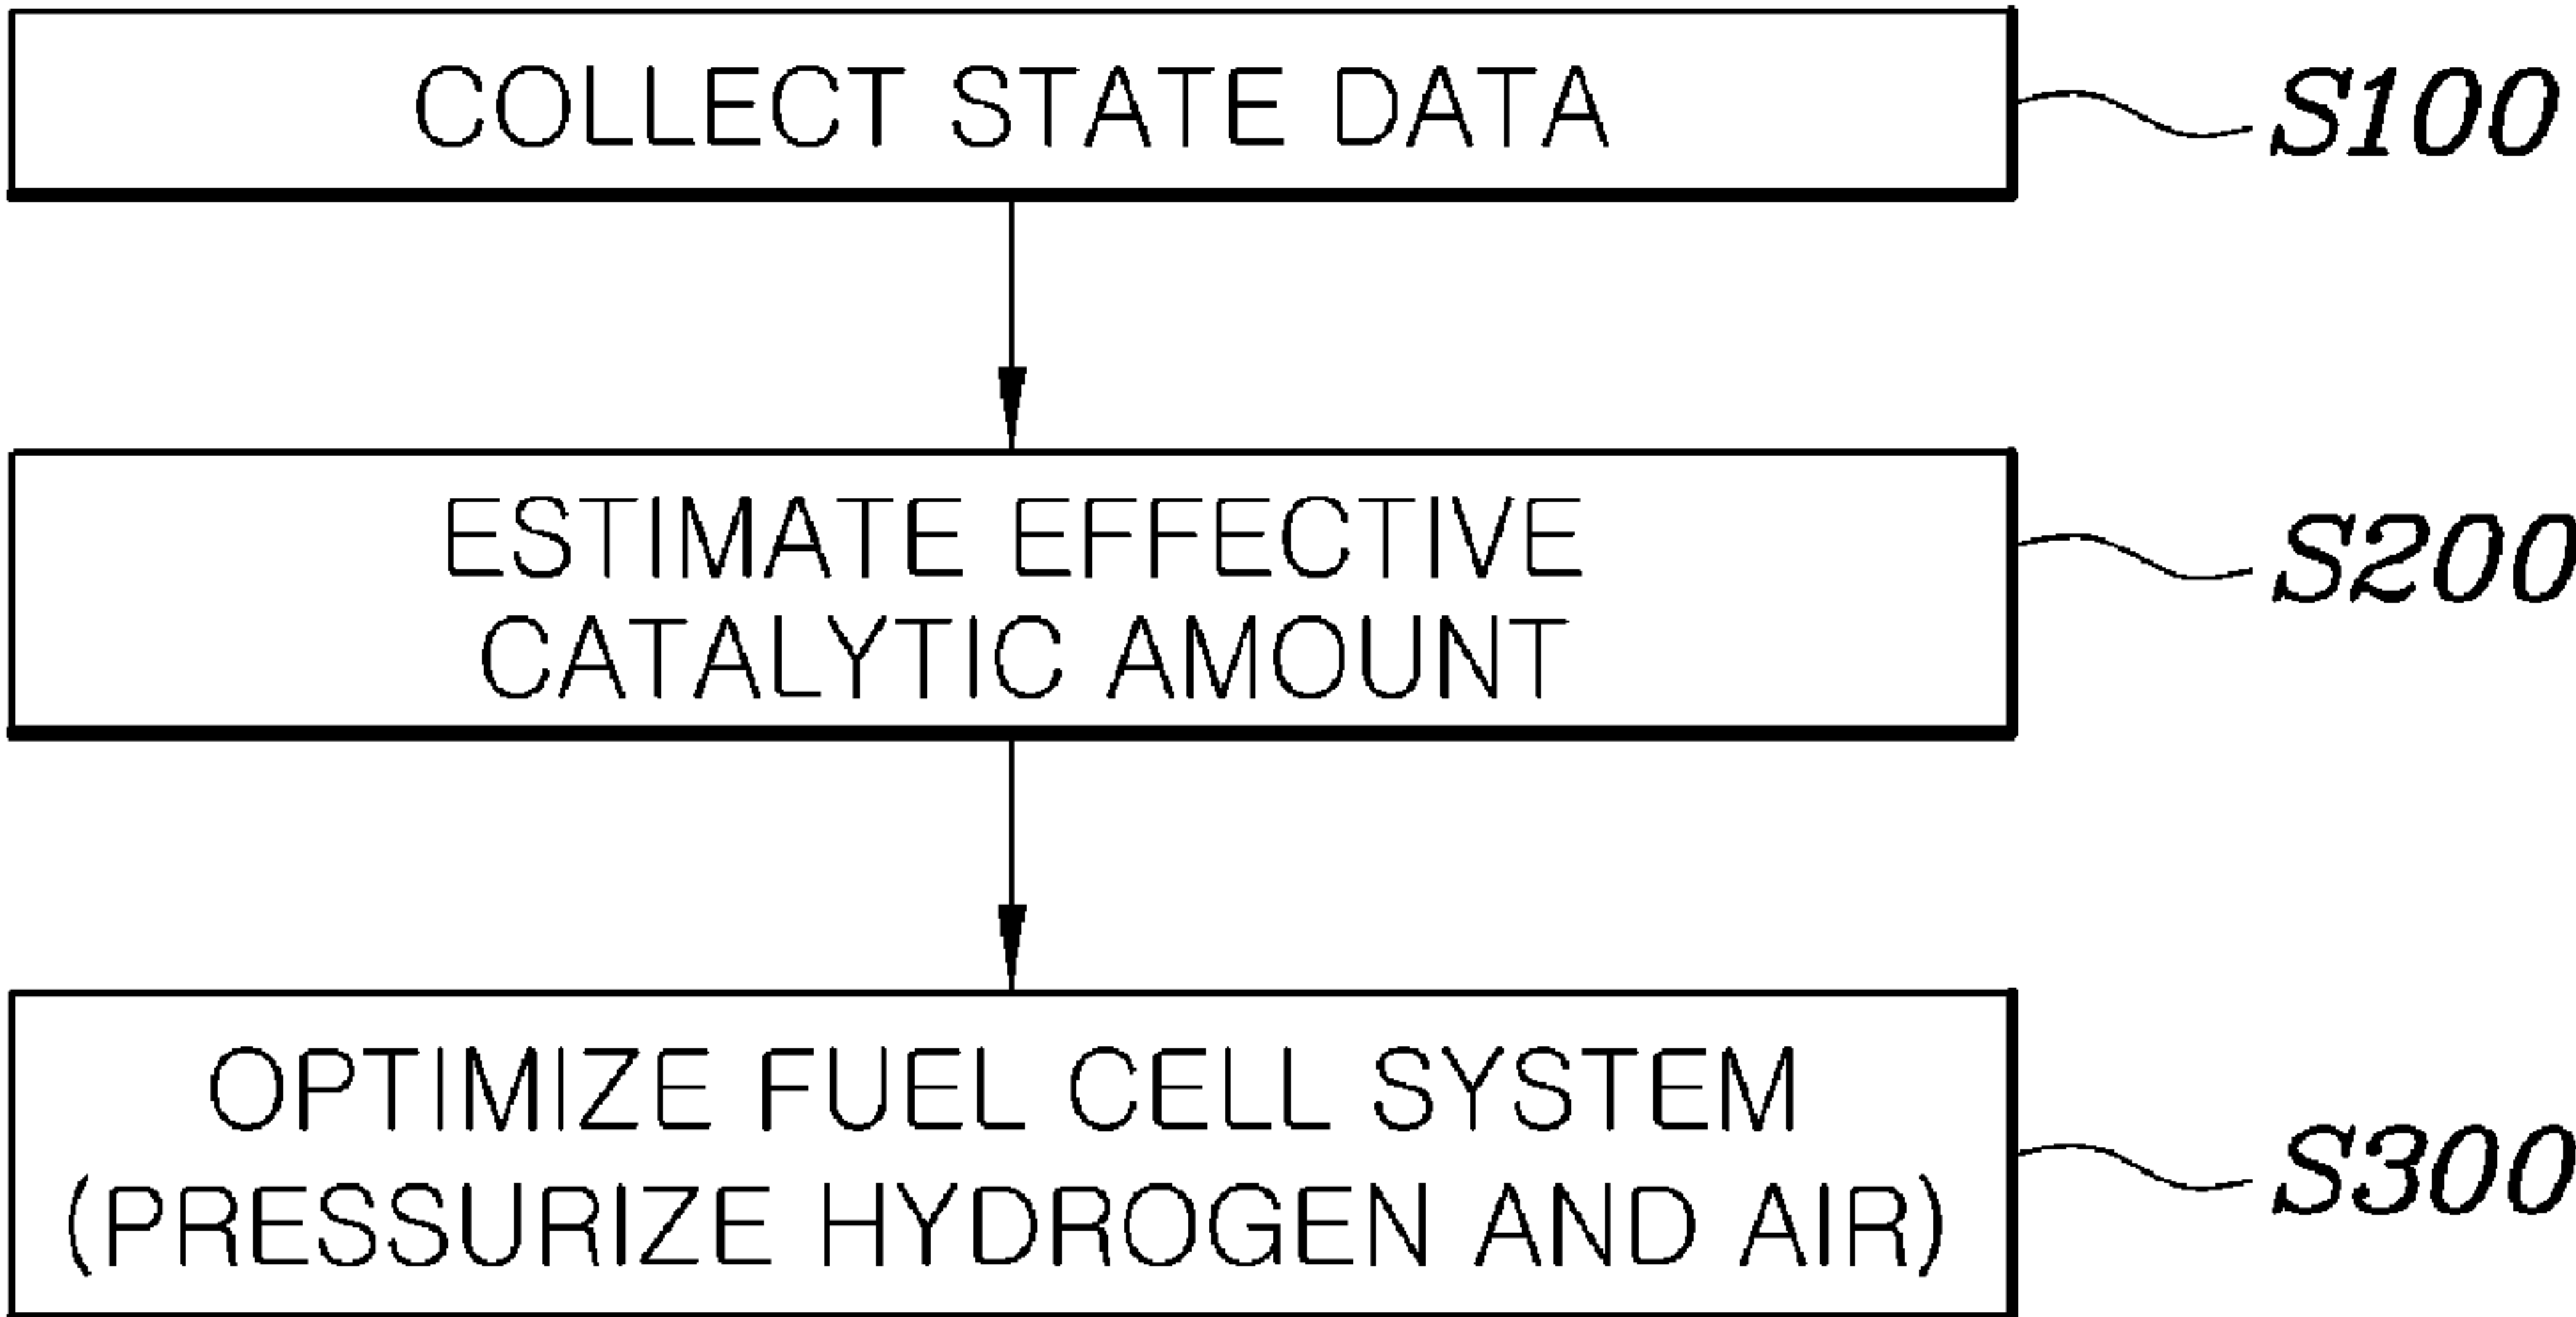 COLLECT STATE DATA
S100
ESTIMATE EFFECTIVE
CATALYTIC AMOUNT
S200
OPTIMIZE FUEL CELL SYSTEM
(PRESSURIZE HYDROGEN AND AIR)
S300